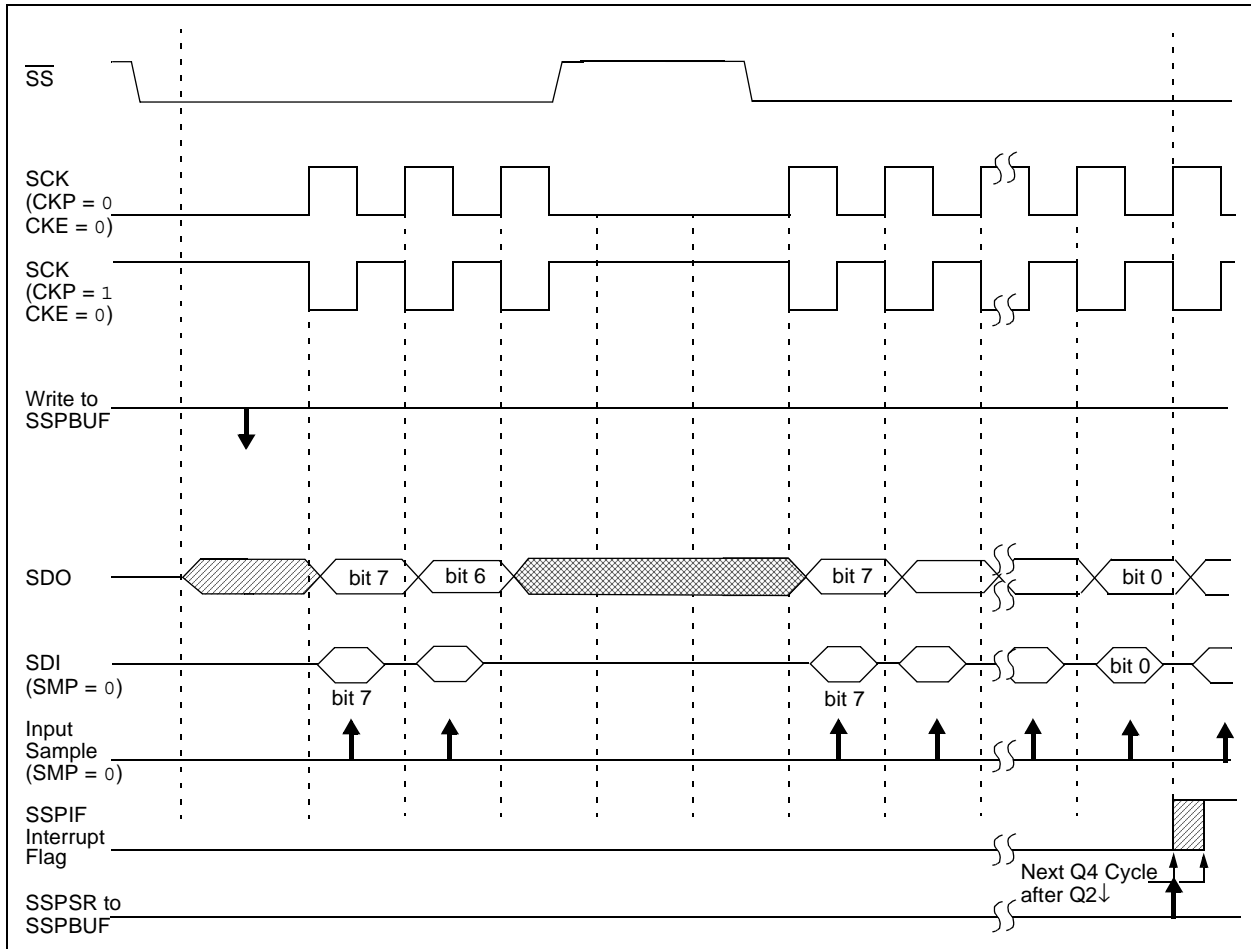 SS
SCK
(CKP = 0
CKE = 0)
SCK
(CKP = 1
CKE = 0)
Write to
SSPBUF
SDO
bit 7
bit 6
bit 7
bit 0
SDI
(SMP = 0)
bit 7
bit 7
bit 0
Input
Sample
(SMP = 0)
SSPIF
Interrupt
Flag
Next Q4 Cycle
after Q2↓
SSPSR to
SSPBUF